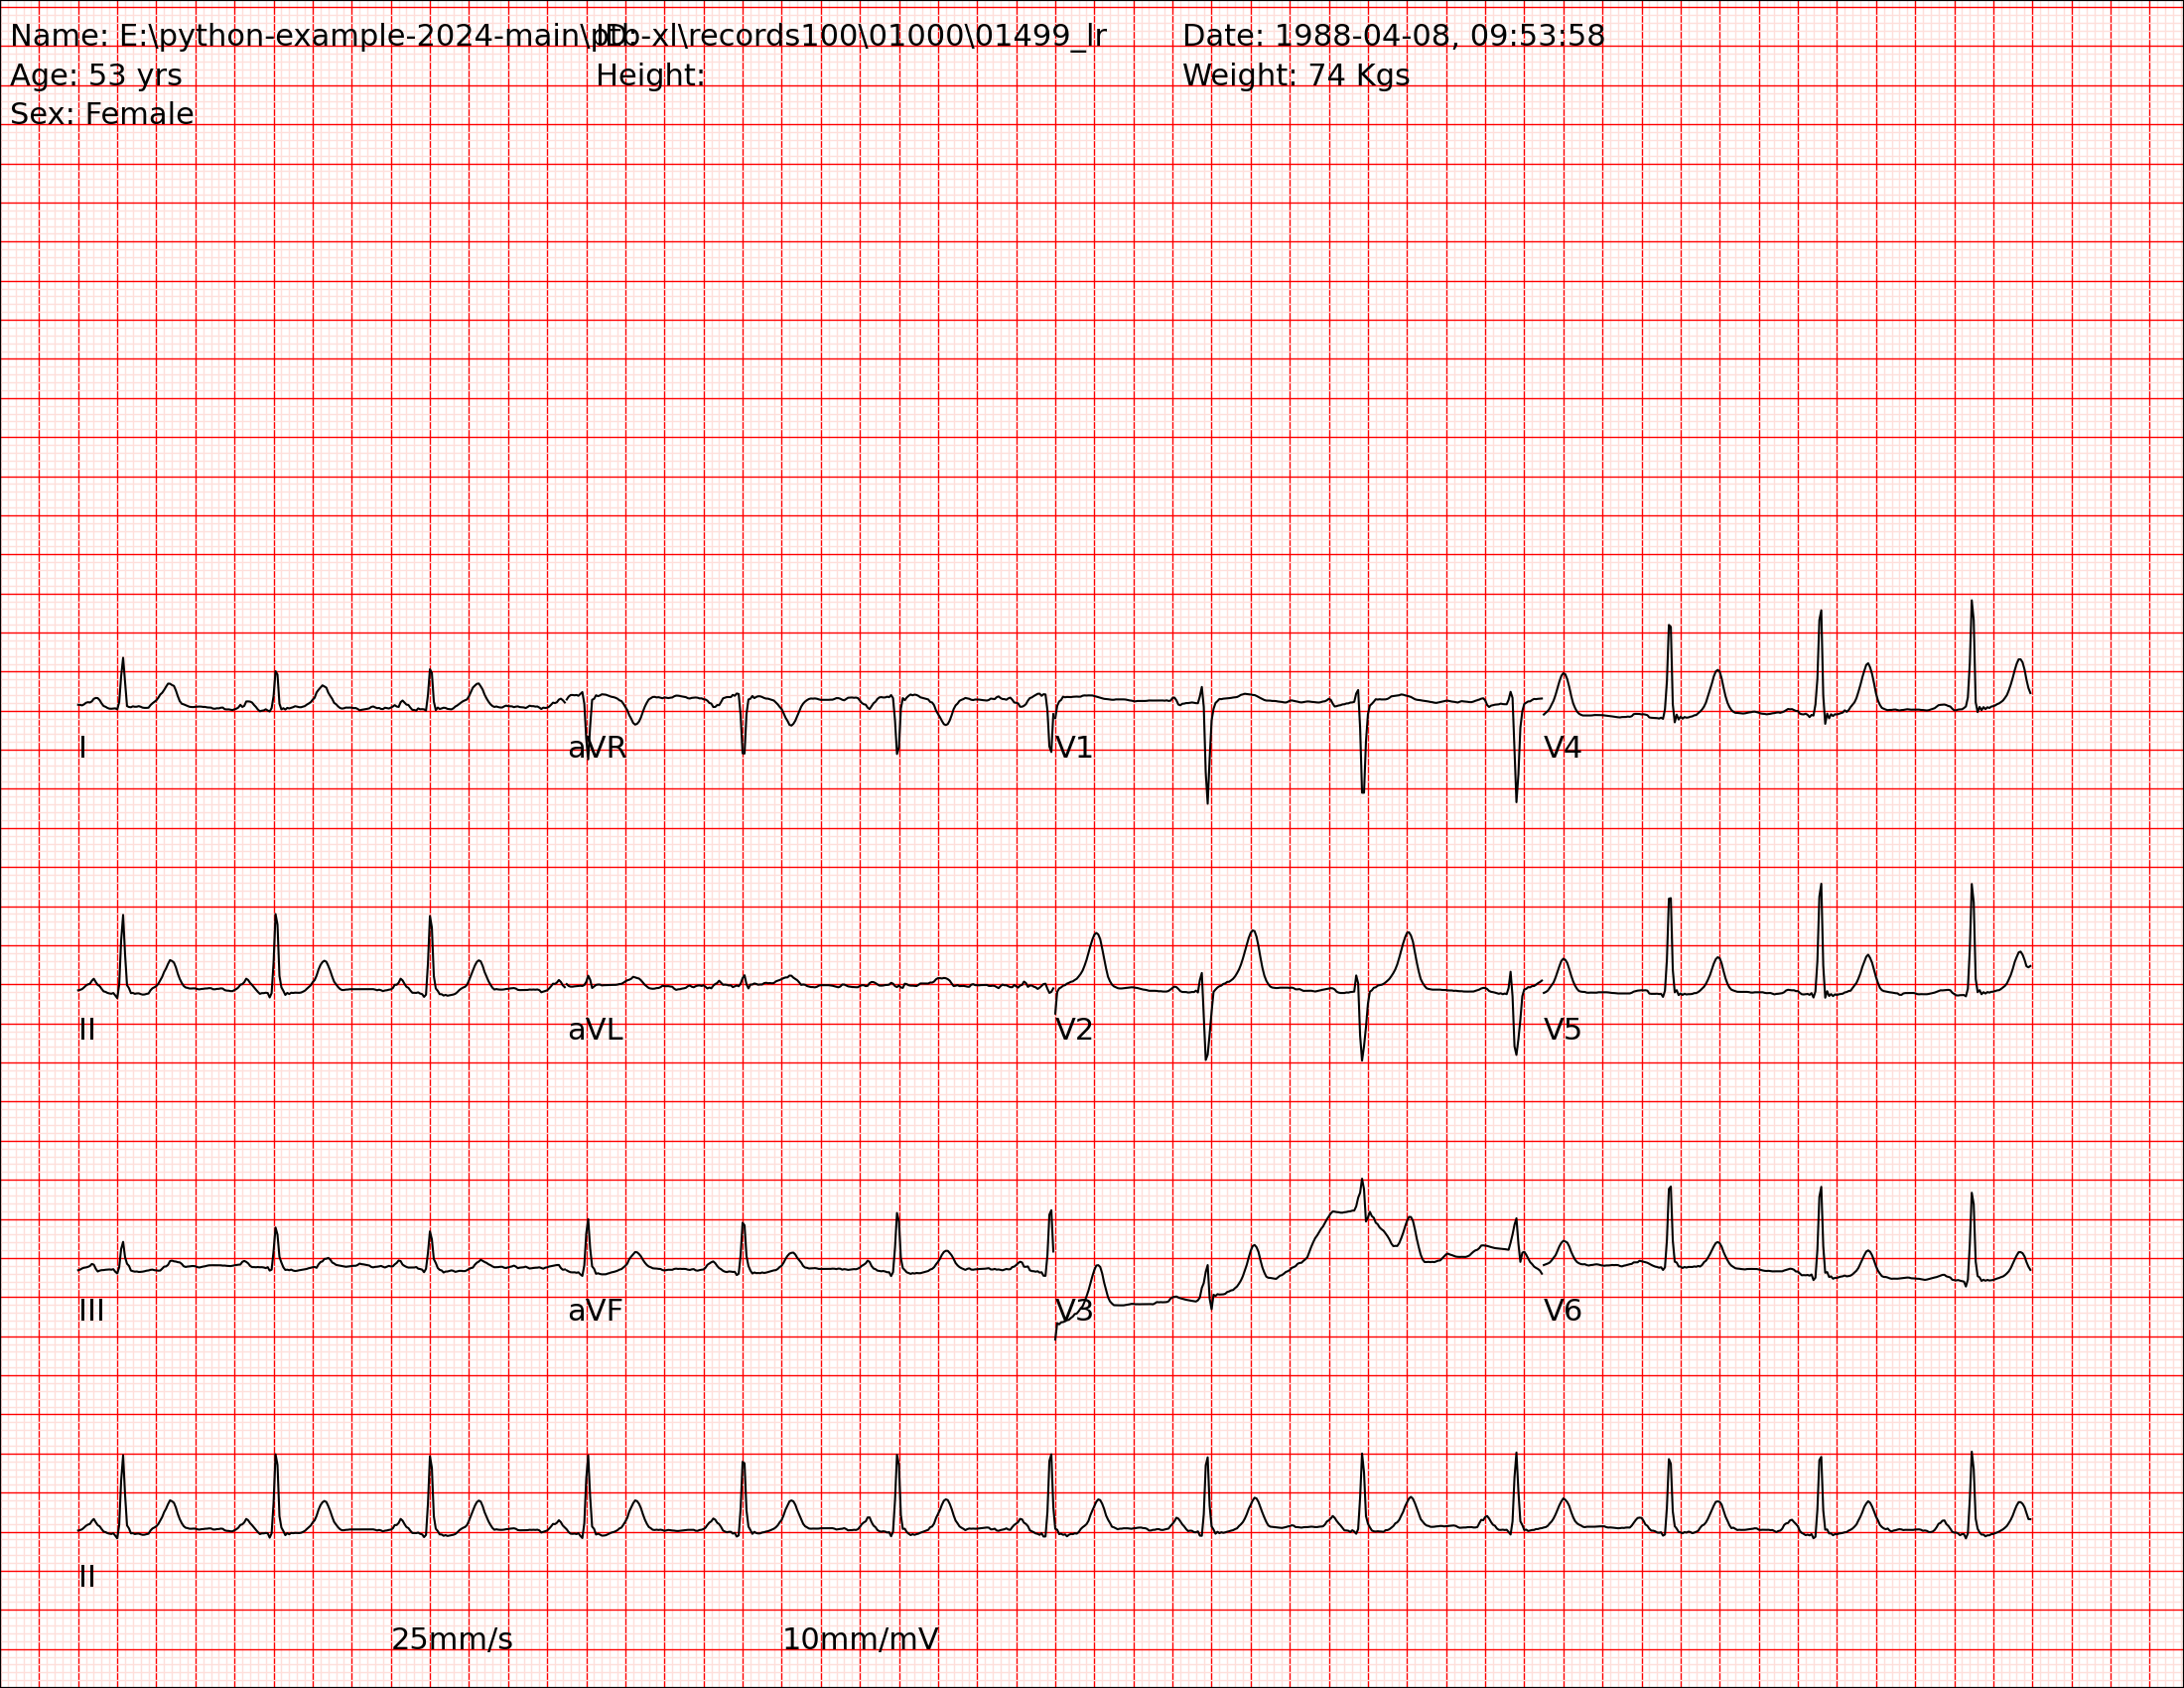 Name: E:\python-example-2024-main\ptb-xl\records100\01000\01499_lr ID: Date: 1988-04-08, 09:53:58
Age: 53 yrs Height: Weight: 74 Kgs
Sex: Female
I aVR V1 V4
II aVL V2 V5
III aVF V3 V6
II
25mm/s 10mm/mV